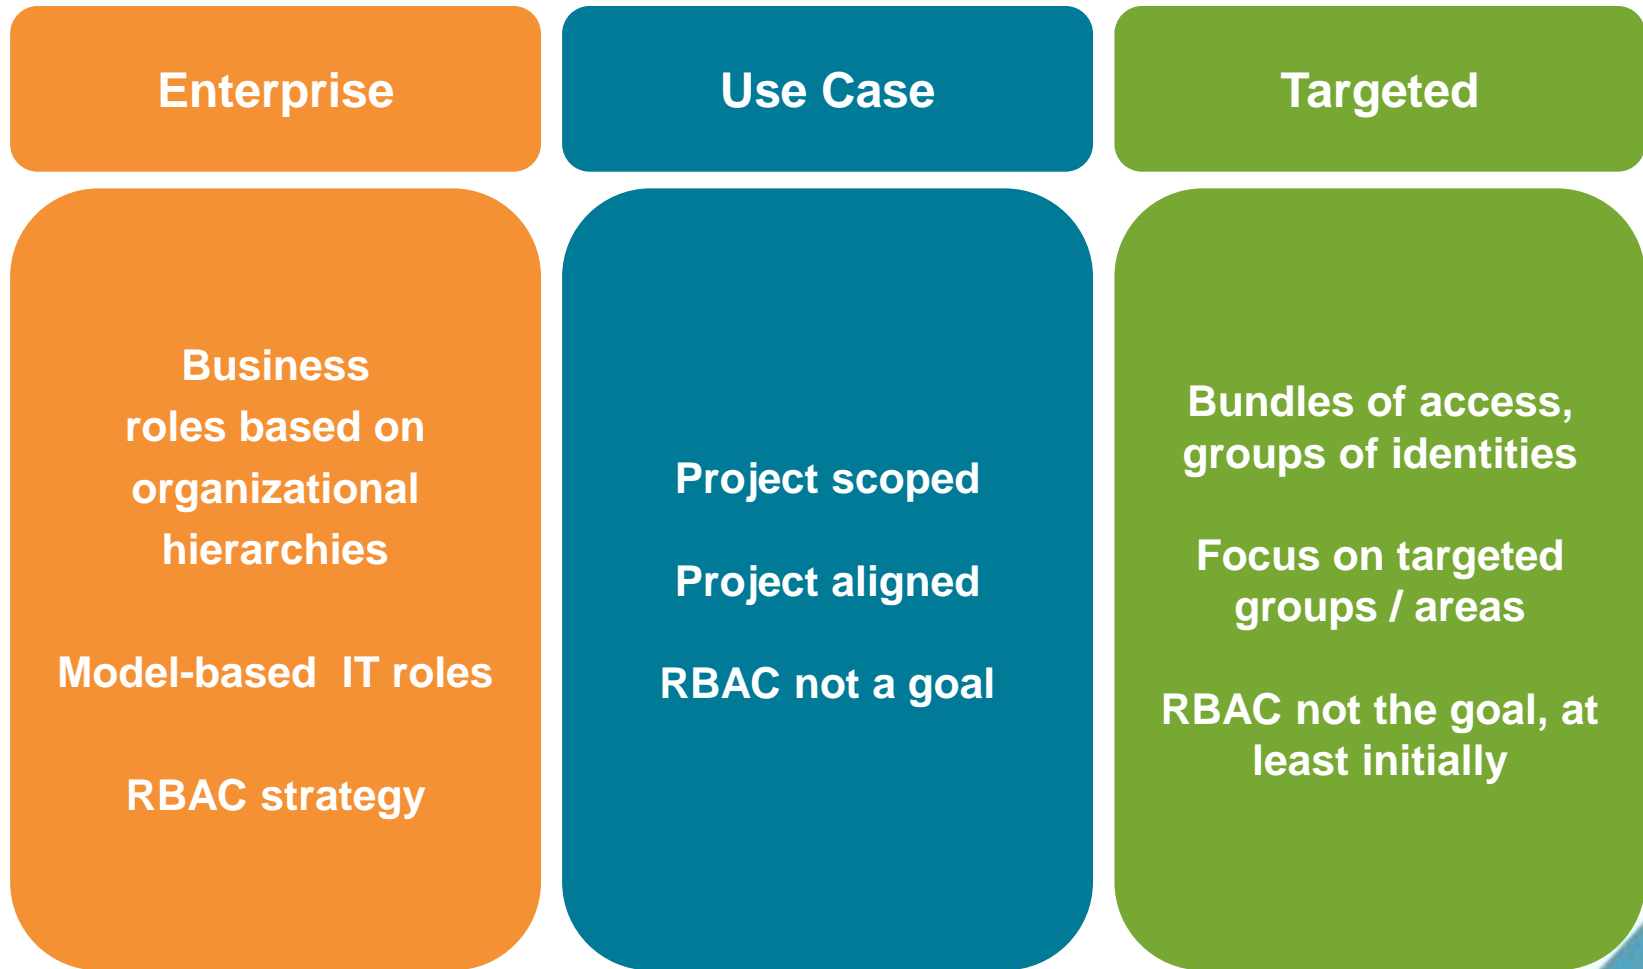 Enterprise
Business
roles based on
organizational
hierarchies
Model-based  IT roles
RBAC strategy
Use Case
Project scoped
Project aligned
RBAC not a goal
Targeted
Bundles of access,
groups of identities
Focus on targeted
groups / areas
RBAC not the goal, at
least initially